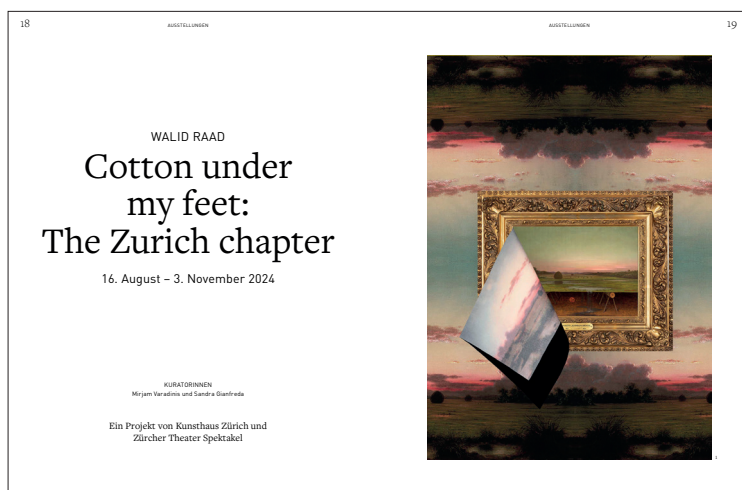 18
AUSSTELLUNGEN
WALID RAAD
Cotton under
my feet:
The Zurich chapter
16. August – 3. November 2024
KURATORINNEN
Mirjam Varadinis und Sandra Gianfreda
Ein Projekt von Kunsthaus Zürich und
Zürcher Theater Spektakel
AUSSTELLUNGEN
19
1